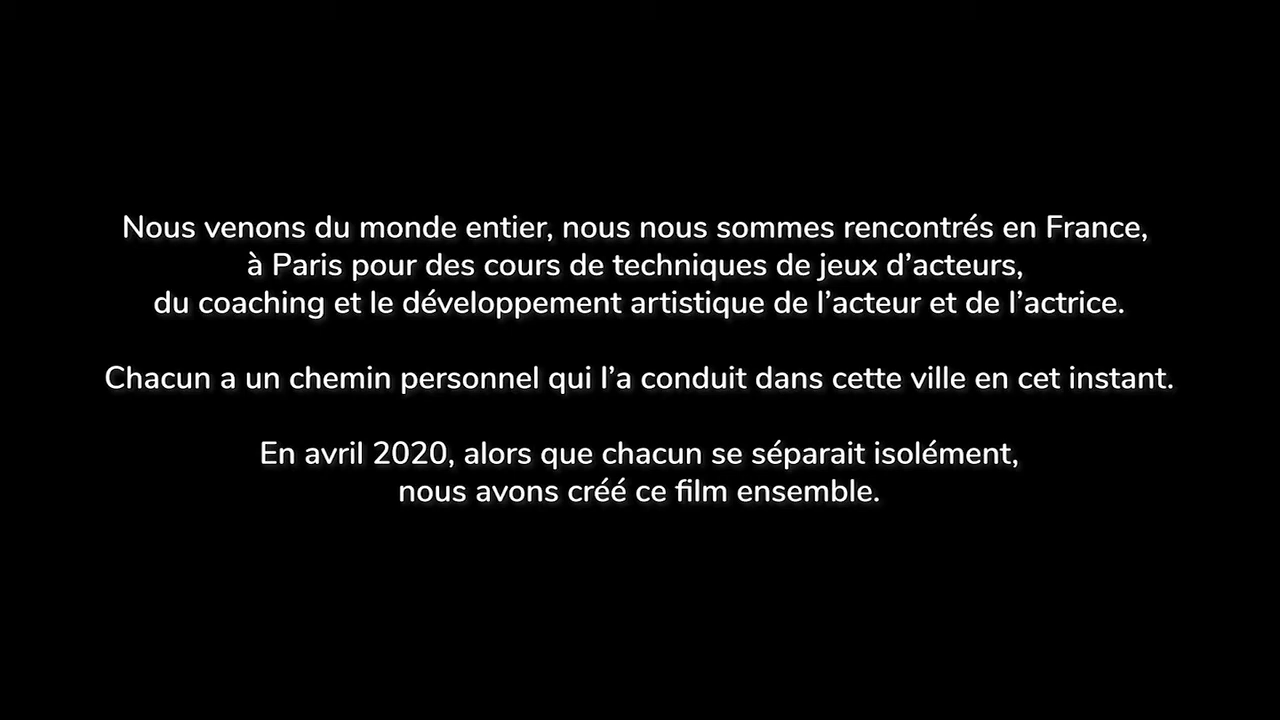 Nous venons du monde entier, nous nous sommes rencontrés en France,
à Paris pour des cours de techniques de jeux d’acteurs,
du coaching et le développement artistique de l’acteur et de l’actrice.
Chacun a un chemin personnel qui l’a conduit dans cette ville en cet instant.
En avril 2020, alors que chacun se séparait isolément,
nous avons créé ce film ensemble.